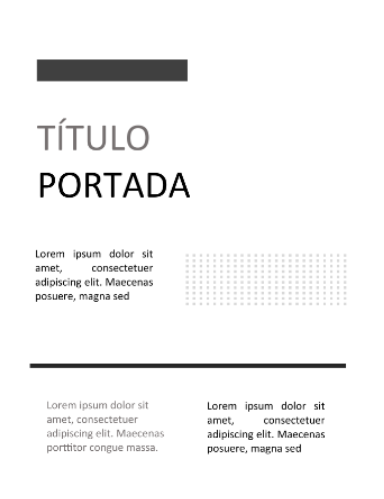 TÍTULO
PORTADA
Lorem ipsum dolor sit
amet, consectetuer
adipiscing elit. Maecenas
posuere, magna sed
Lorem ipsum dolor sit
amet, consectetuer
adipiscing elit. Maecenas
porttitor congue massa.
Lorem ipsum dolor sit
amet, consectetuer
adipiscing elit. Maecenas
posuere, magna sed